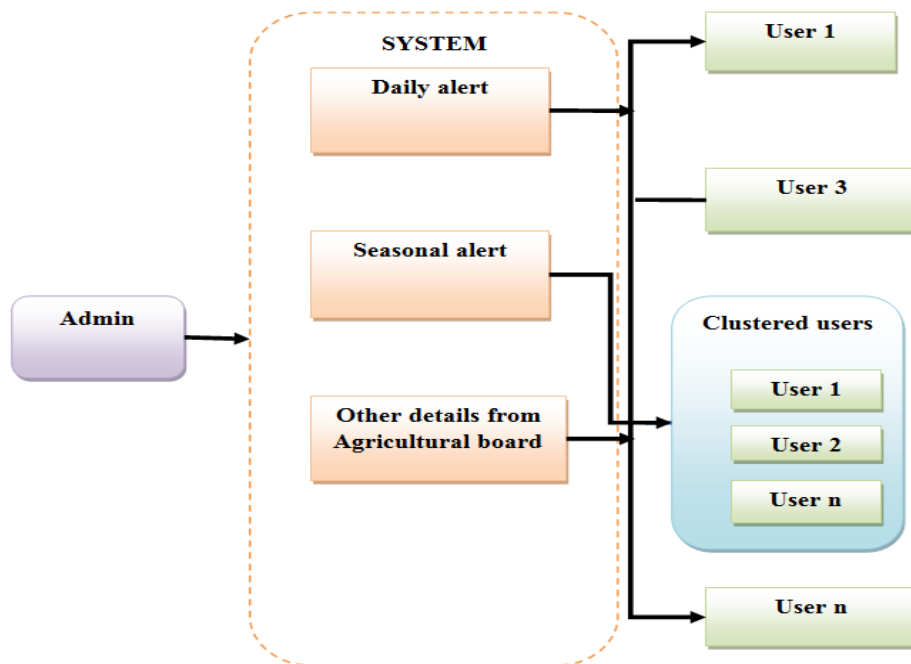 SYSTEM
Daily alert
Seasonal alert
Other details from
Agricultural board
Admin
User 1
User 3
Clustered users
User 1
User 2
User n
User n